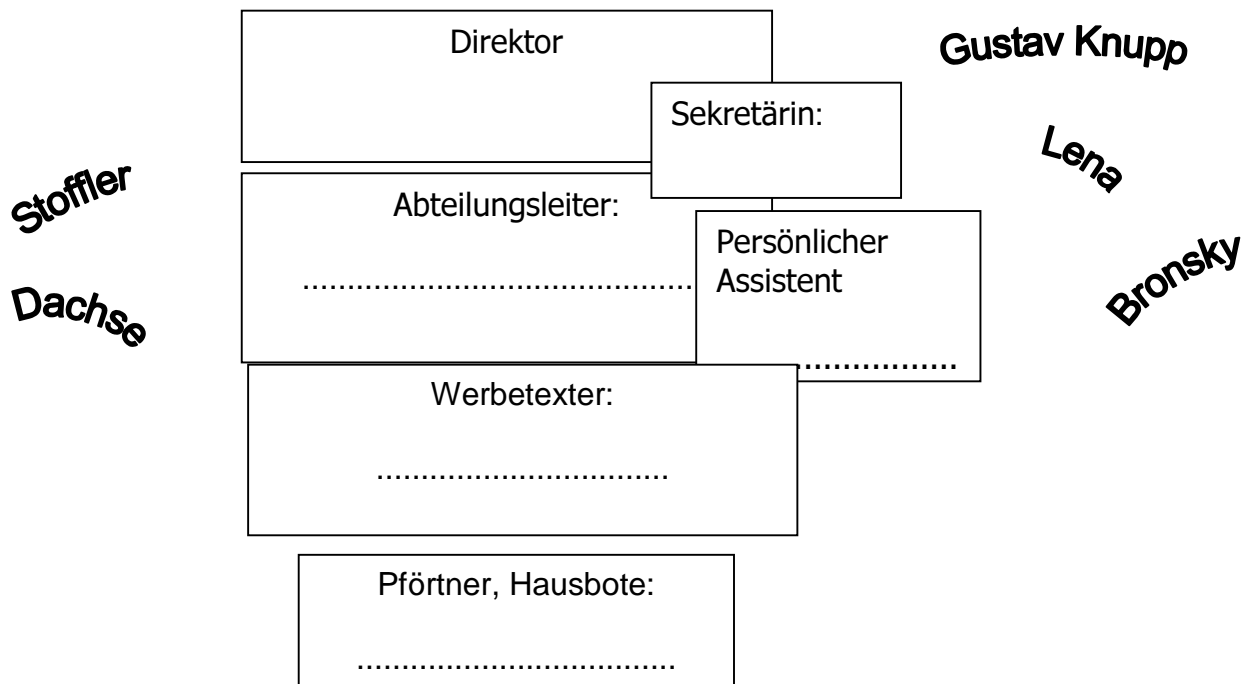 Direktor
Gustav Knupp
Sekretärin:
Lena
Stoffler
Abteilungsleiter:
..............................................
Persönlicher
Assistent
..................
Bronsky
Dachse
Werbetexter:
.................................
Pförtner, Hausbote:
....................................